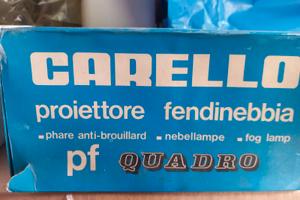 CARELLO
proiettore fendinebbia
- phare anti-brouillard - nebellampe - fog lamp
pf QUADRO